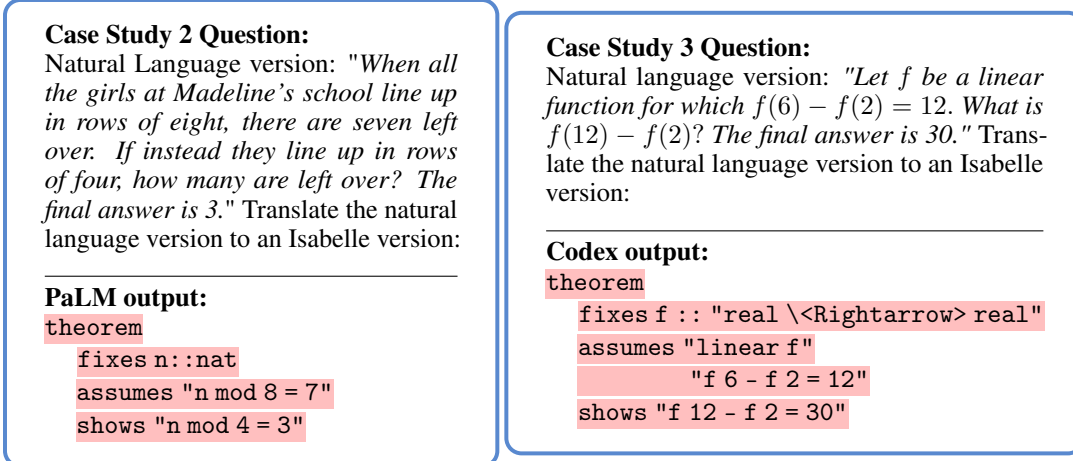 Case Study 2 Question:
Natural Language version: "When all
the girls at Madeline's school line up
in rows of eight, there are seven left
over. If instead they line up in rows
of four, how many are left over? The
final answer is 3." Translate the natural
language version to an Isabelle version:
PaLM output:
theorem
fixes n::nat
assumes "n mod 8 = 7"
shows "n mod 4 = 3"
Case Study 3 Question:
Natural language version: "Let f be a linear
function for which f(6) − f(2) = 12. What is
f(12) − f(2)? The final answer is 30." Trans-
late the natural language version to an Isabelle
version:
Codex output:
theorem
fixes f :: "real \<Rightarrow> real"
assumes "linear f"
"f 6 - f 2 = 12"
shows "f 12 - f 2 = 30"